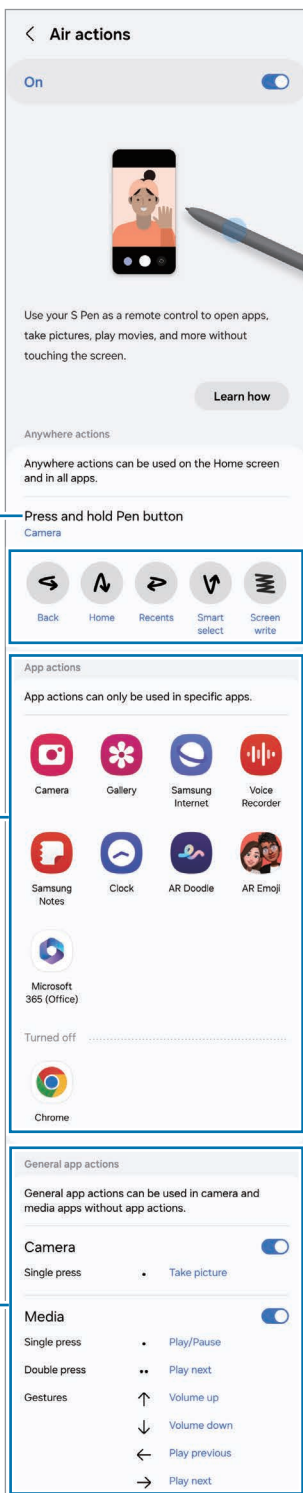 Air actions
On
Use your S Pen as a remote control to open apps,
take pictures, play movies, and more without
touching the screen.
Learn how
Anywhere actions
Anywhere actions can be used on the Home screen
and in all apps.
Press and hold Pen button
Camera
Back Home Recents Smart select Screen write
App actions
App actions can only be used in specific apps.
Camera Gallery Samsung Internet Voice Recorder
Samsung Notes Clock AR Doodle AR Emoji
Microsoft 365 (Office)
Turned off
Chrome
General app actions
General app actions can be used in camera and
media apps without app actions.
Camera
Single press • Take picture
Media
Single press • Play/Pause
Double press •• Play next
Gestures ↑ Volume up
↓ Volume down
← Play previous
→ Play next